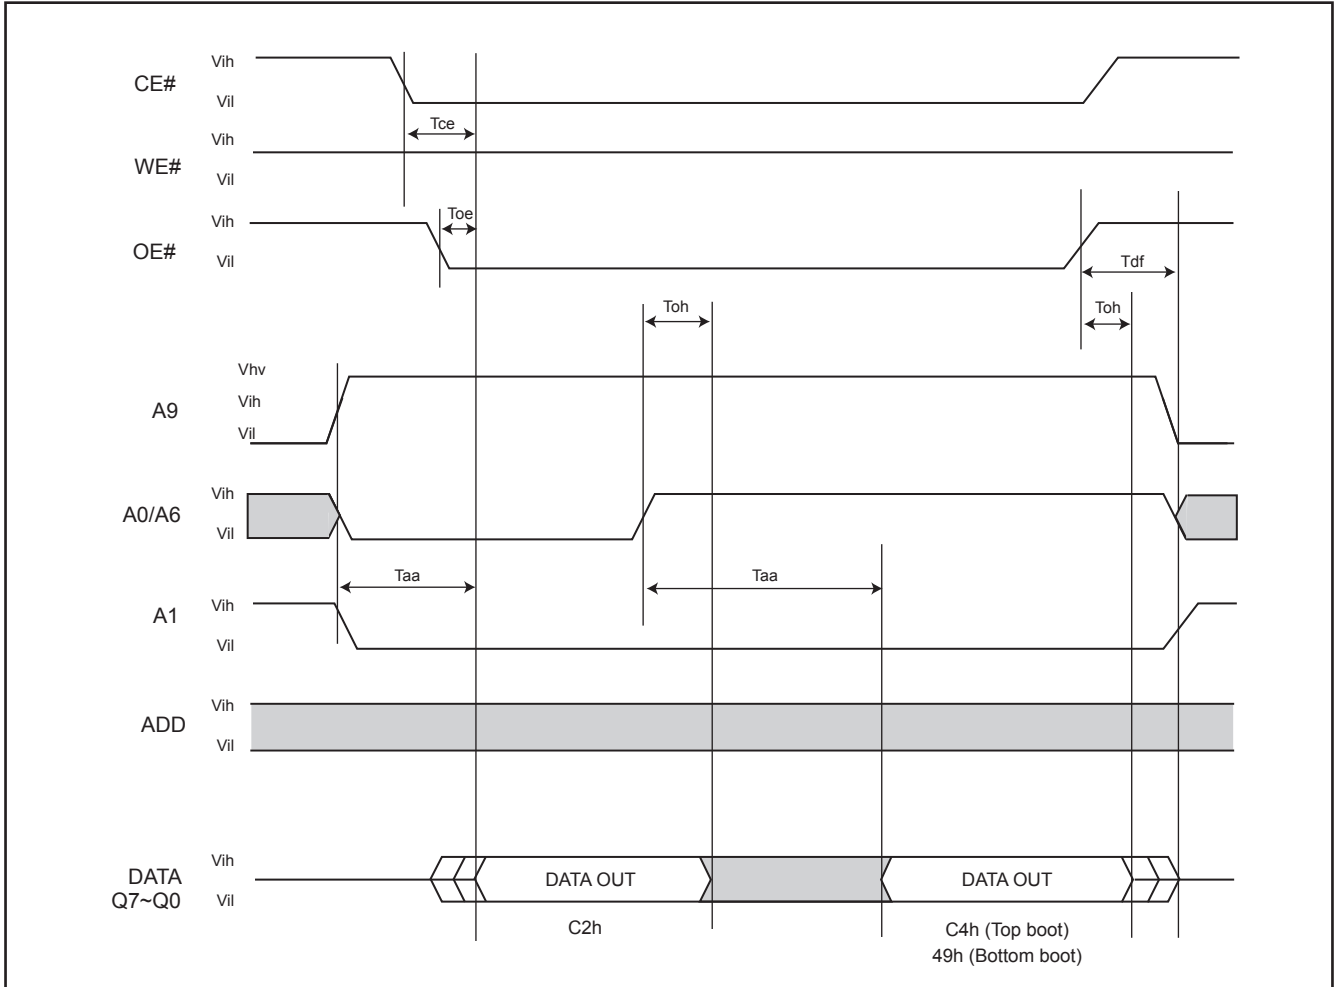 Vih
CE#
Vil
Tce
Vih
WE#
Vil
Toe
Vih
OE#
Vil
Tdf
Toh
Toh
Vhv
A9
Vih
Vil
Vih
A0/A6
Vil
Taa
Taa
Vih
A1
Vil
Vih
ADD
Vil
Vih
DATA
Q7~Q0
Vil
DATA OUT
DATA OUT
C2h
C4h (Top boot)
49h (Bottom boot)